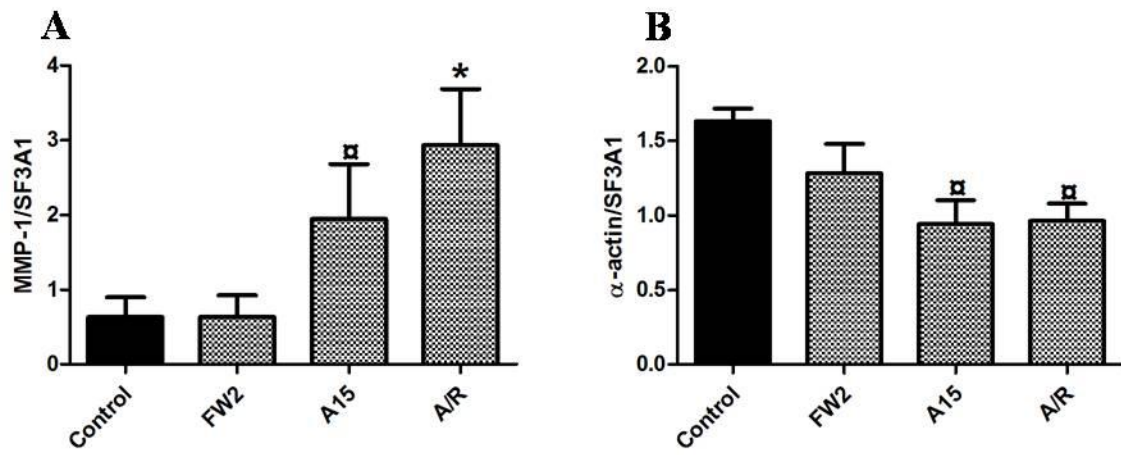 A
MMP-1/SF3A1
4
3
2
1
0
¤
*
Control
FW2
A15
A/R
B
α-actin/SF3A1
2.0
1.5
1.0
0.5
0.0
¤
¤
Control
FW2
A15
A/R